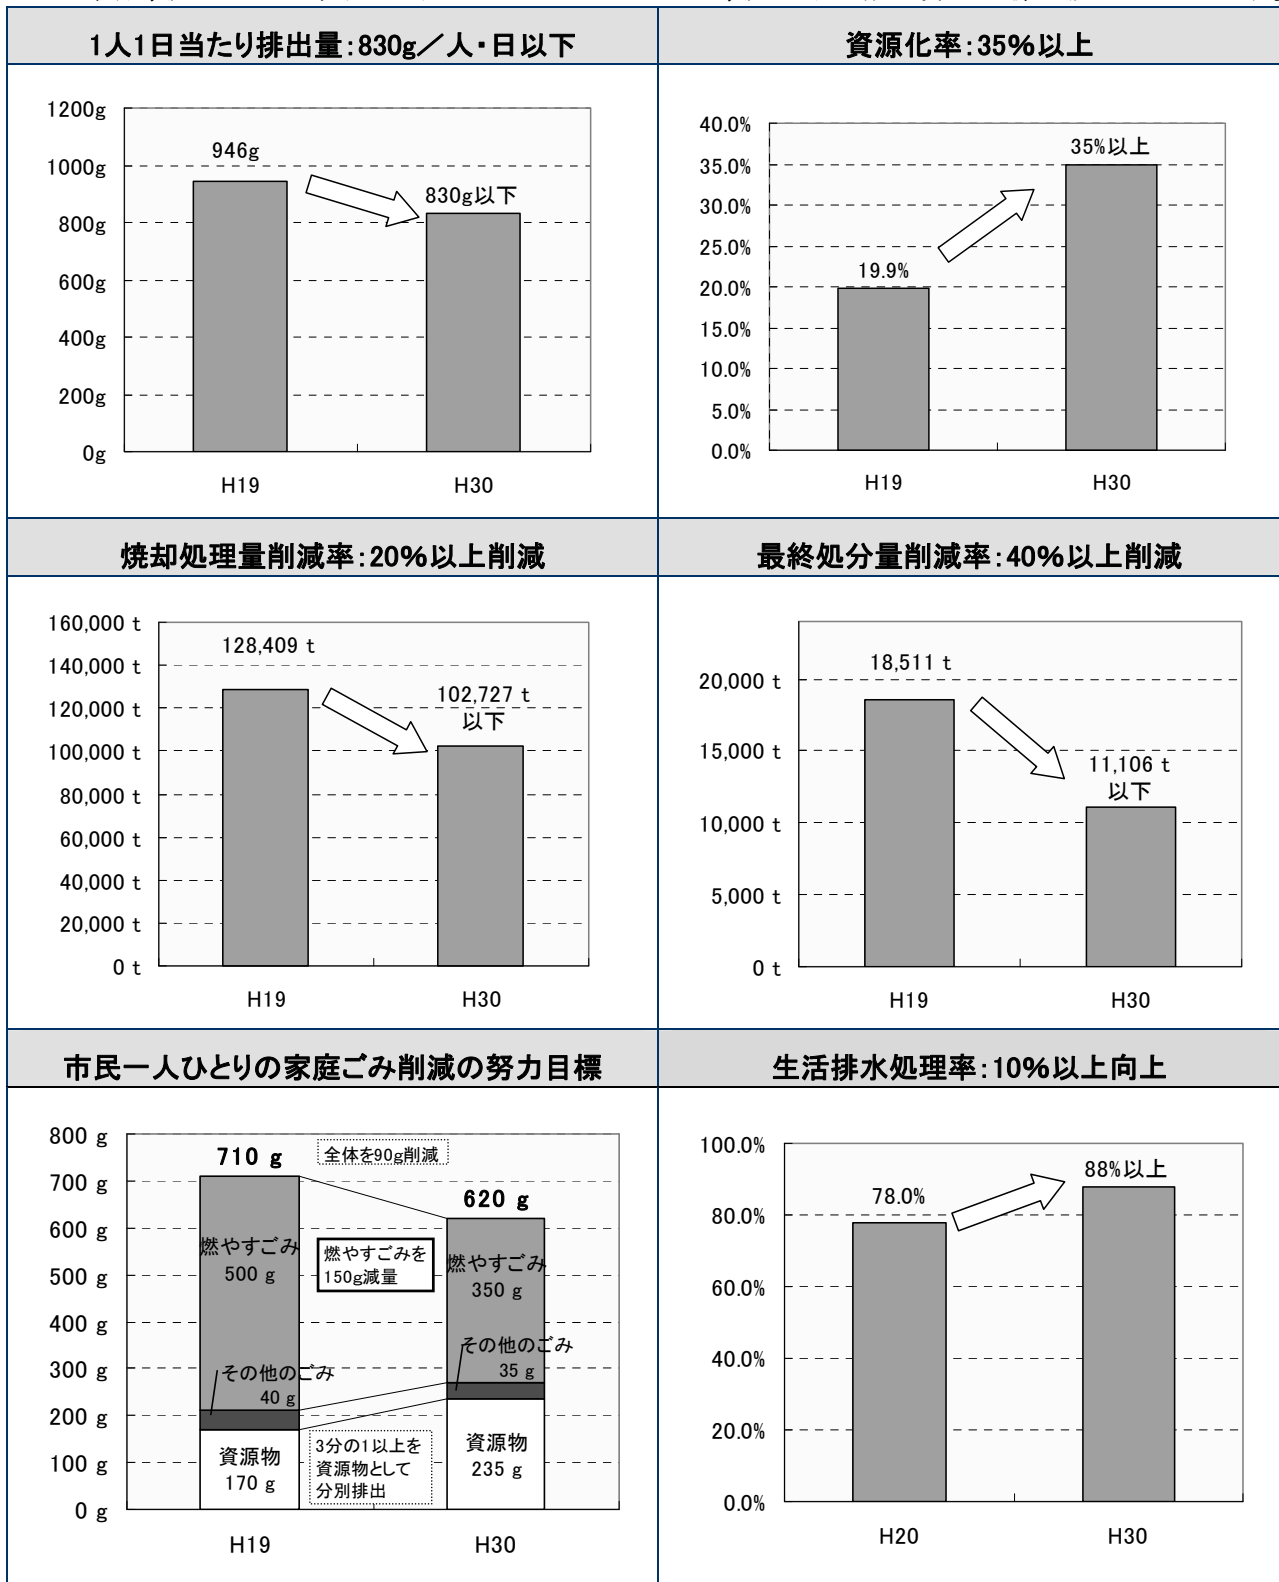 1人1日当たり排出量：830g／人・日以下
1200g
1000g
800g
600g
400g
200g
0g
946g
830g以下
H19
H30
資源化率：35％以上
40.0%
35.0%
30.0%
25.0%
20.0%
15.0%
10.0%
5.0%
0.0%
19.9%
35%以上
H19
H30
焼却処理量削減率：20％以上削減
160,000 t
140,000 t
120,000 t
100,000 t
80,000 t
60,000 t
40,000 t
20,000 t
0 t
128,409 t
102,727 t
以下
H19
H30
最終処分量削減率：40％以上削減
20,000 t
15,000 t
10,000 t
5,000 t
0 t
18,511 t
11,106 t
以下
H19
H30
市民一人ひとりの家庭ごみ削減の努力目標
800 g
700 g
600 g
500 g
400 g
300 g
200 g
100 g
0 g
710 g
全体を90g削減
620 g
燃やすごみ
500 g
燃やすごみを
150g減量
燃やすごみ
350 g
その他のごみ
40 g
その他のごみ
35 g
資源物
170 g
3分の1以上を
資源物として
分別排出
資源物
235 g
H19
H30
生活排水処理率：10％以上向上
100.0%
80.0%
60.0%
40.0%
20.0%
0.0%
78.0%
88%以上
H20
H30